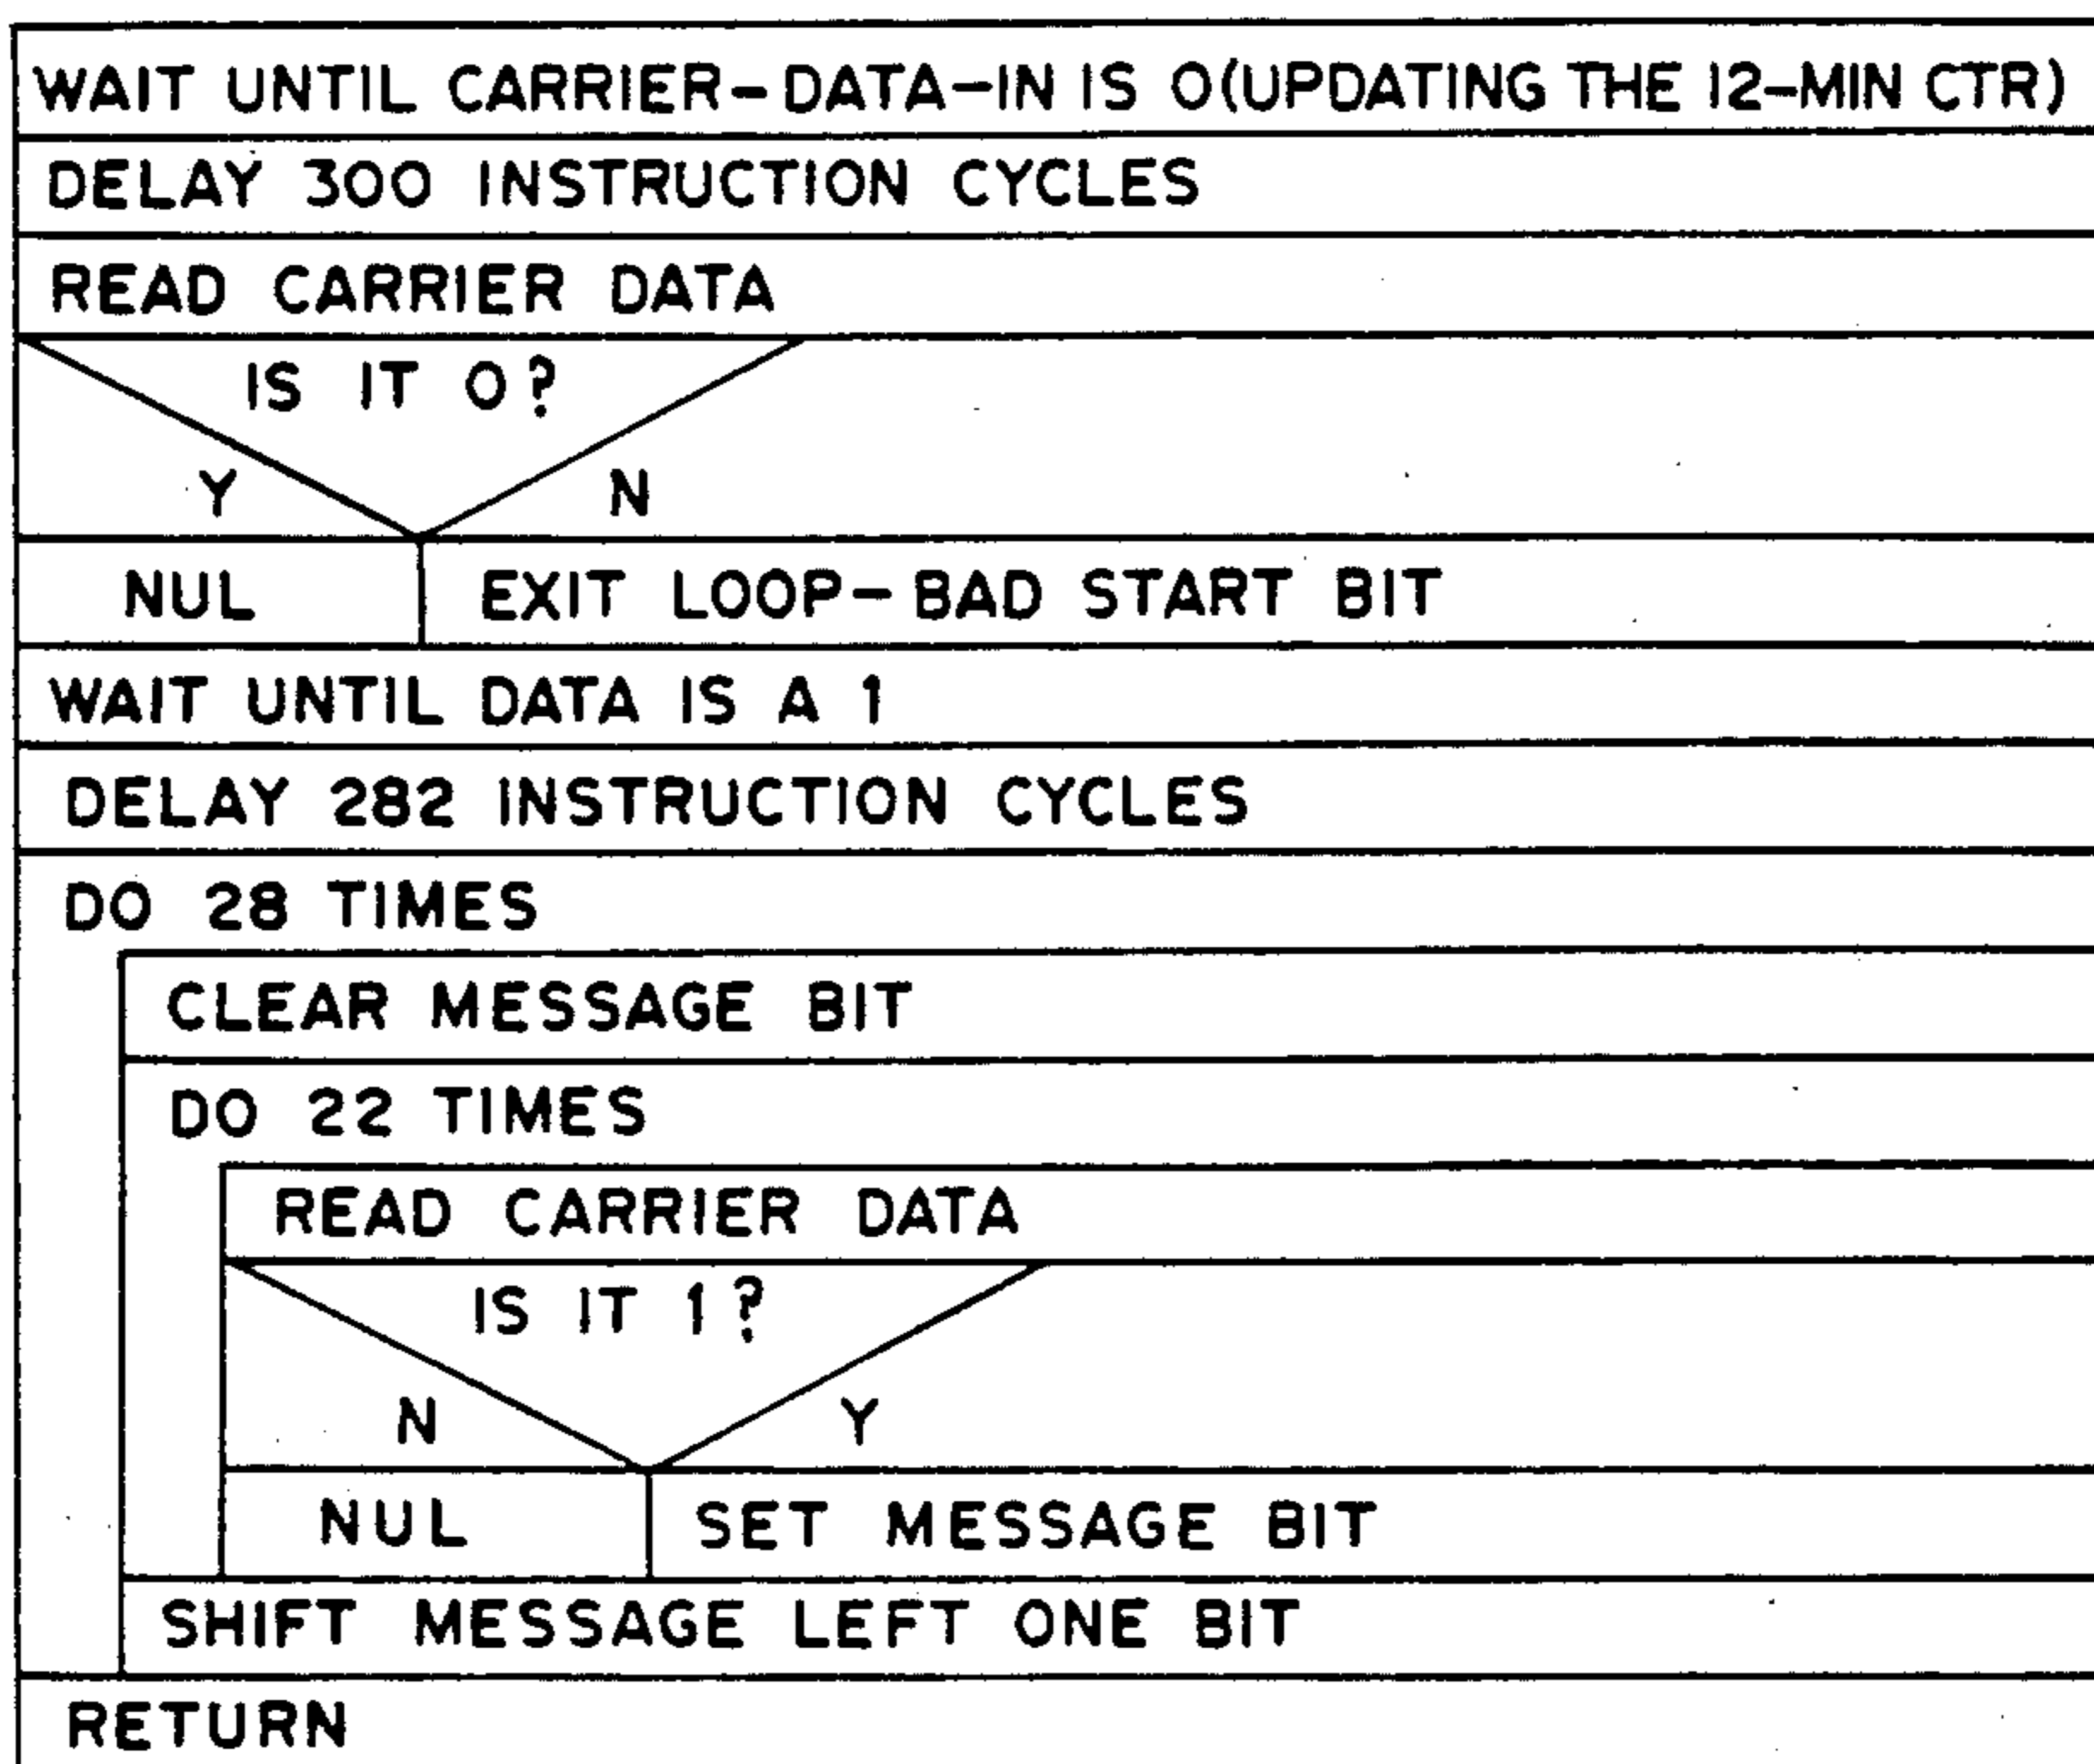 WAIT UNTIL CARRIER-DATA-IN IS 0(UPDATING THE 12-MIN CTR)
DELAY 300 INSTRUCTION CYCLES
READ CARRIER DATA
IS IT 0?
Y N
NUL EXIT LOOP-BAD START BIT
WAIT UNTIL DATA IS A 1
DELAY 282 INSTRUCTION CYCLES
DO 28 TIMES
CLEAR MESSAGE BIT
DO 22 TIMES
READ CARRIER DATA
IS IT 1?
N Y
NUL SET MESSAGE BIT
SHIFT MESSAGE LEFT ONE BIT
RETURN